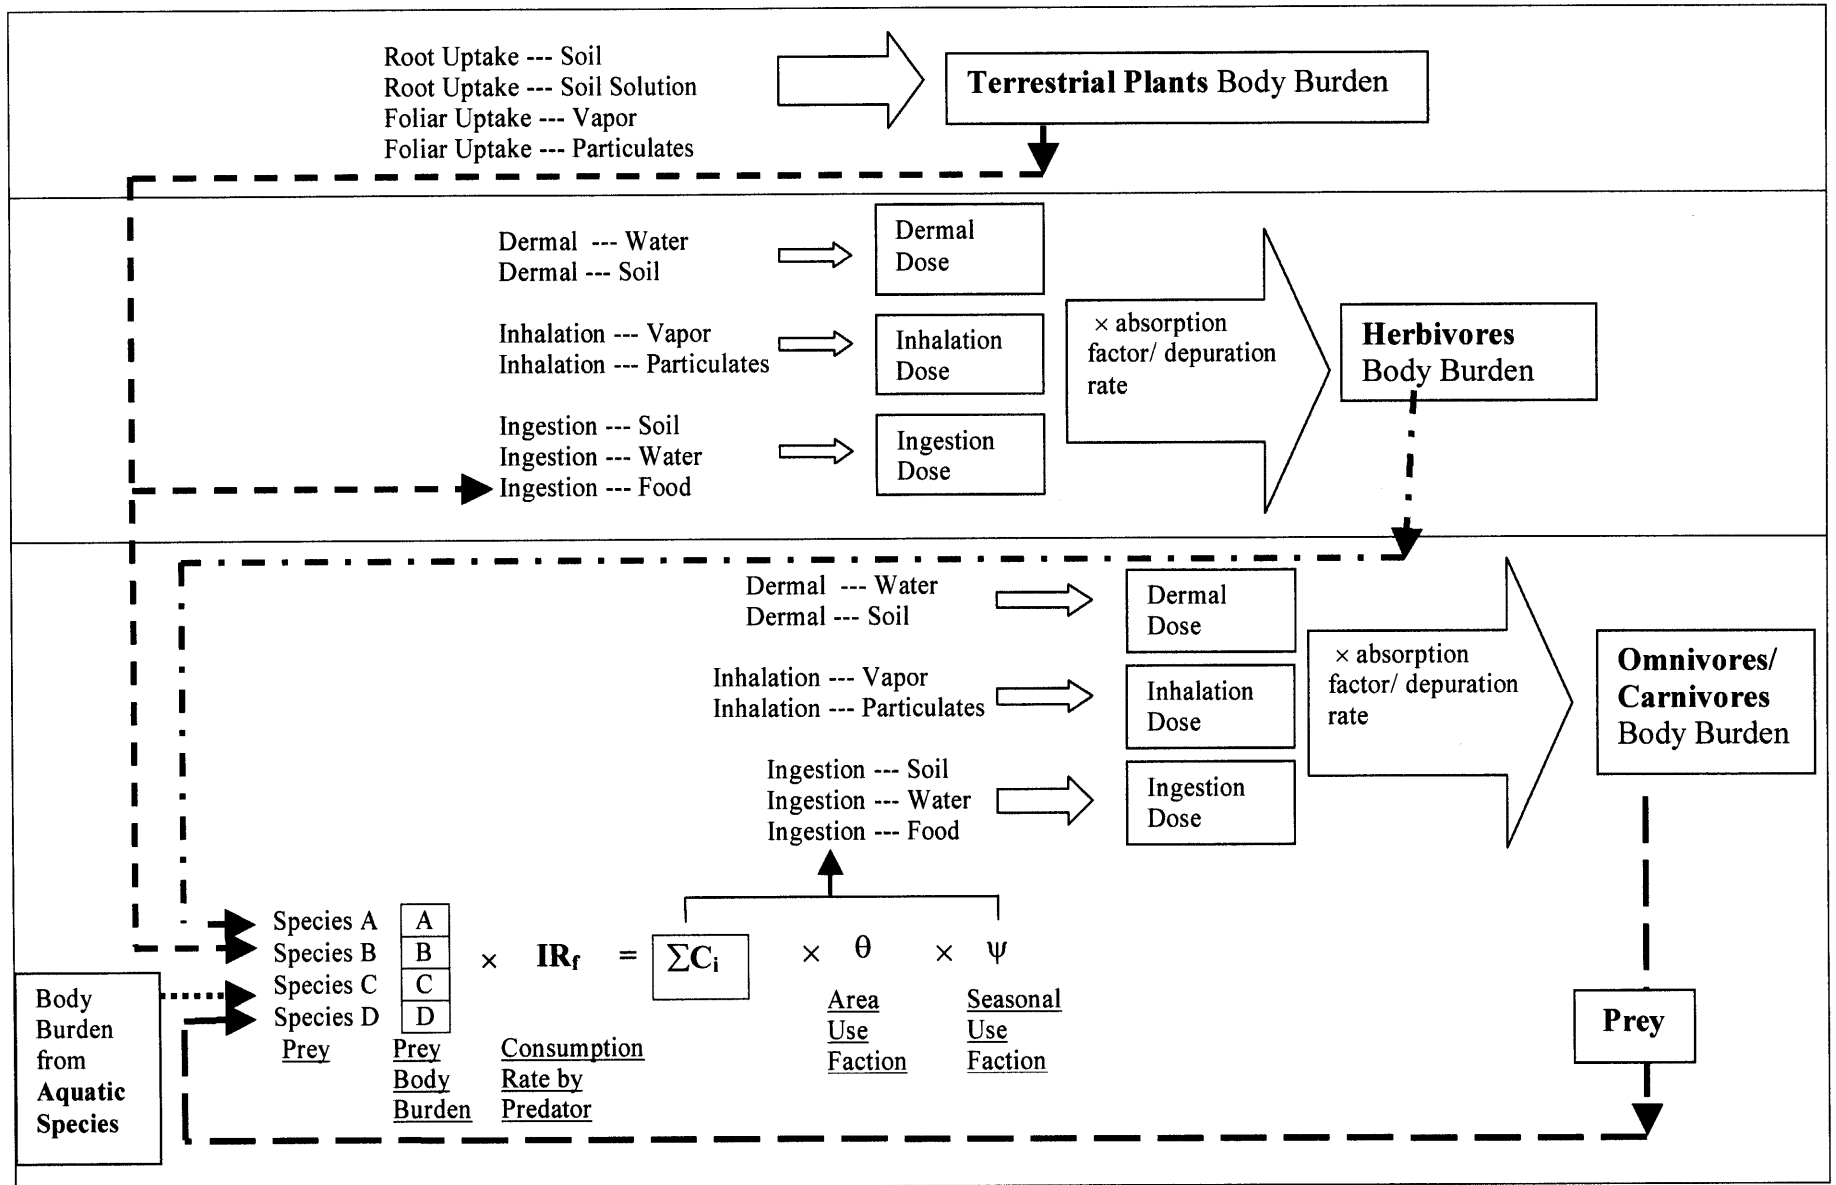 Root Uptake --- Soil
Root Uptake --- Soil Solution
Foliar Uptake --- Vapor
Foliar Uptake --- Particulates
Terrestrial Plants Body Burden
Dermal --- Water
Dermal --- Soil
Dermal
Dose
Inhalation --- Vapor
Inhalation --- Particulates
Inhalation
Dose
Ingestion --- Soil
Ingestion --- Water
Ingestion --- Food
Ingestion
Dose
× absorption
factor/ depuration
rate
Herbivores
Body Burden
Dermal --- Water
Dermal --- Soil
Dermal
Dose
Inhalation --- Vapor
Inhalation --- Particulates
Inhalation
Dose
Ingestion --- Soil
Ingestion --- Water
Ingestion --- Food
Ingestion
Dose
× absorption
factor/ depuration
rate
Omnivores/
Carnivores
Body Burden
Species A A
Species B B
Species C C
Species D D
× IRf = ∑Ci × θ × ψ
Prey
Prey
Body
Burden
Consumption
Rate by
Predator
Area
Use
Faction
Seasonal
Use
Faction
Body
Burden
from
Aquatic
Species
Prey